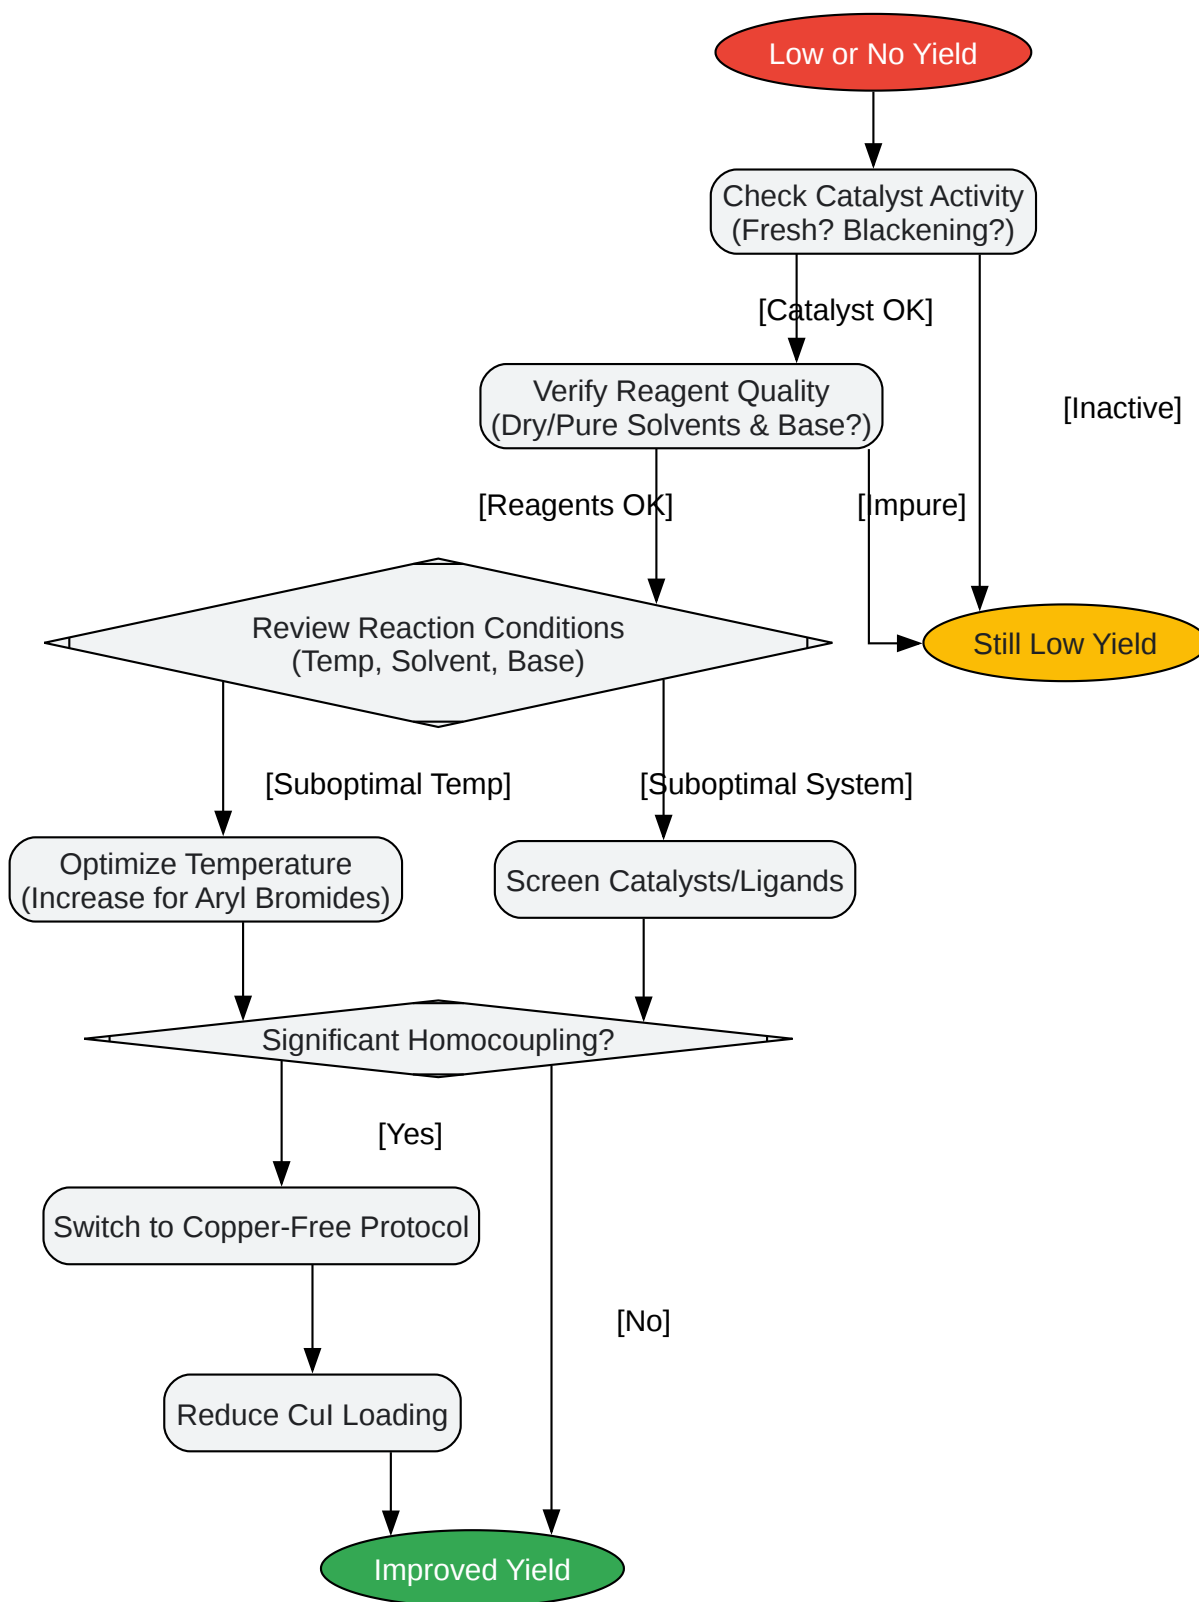 Low or No Yield
Check Catalyst Activity
(Fresh? Blackening?)
[Catalyst OK]
Verify Reagent Quality
(Dry/Pure Solvents & Base?)
[Inactive]
[Reagents OK]
[Impure]
Review Reaction Conditions
(Temp, Solvent, Base)
Still Low Yield
[Suboptimal Temp]
[Suboptimal System]
Optimize Temperature
(Increase for Aryl Bromides)
Screen Catalysts/Ligands
Significant Homocoupling?
[Yes]
Switch to Copper-Free Protocol
[No]
Reduce CuI Loading
Improved Yield